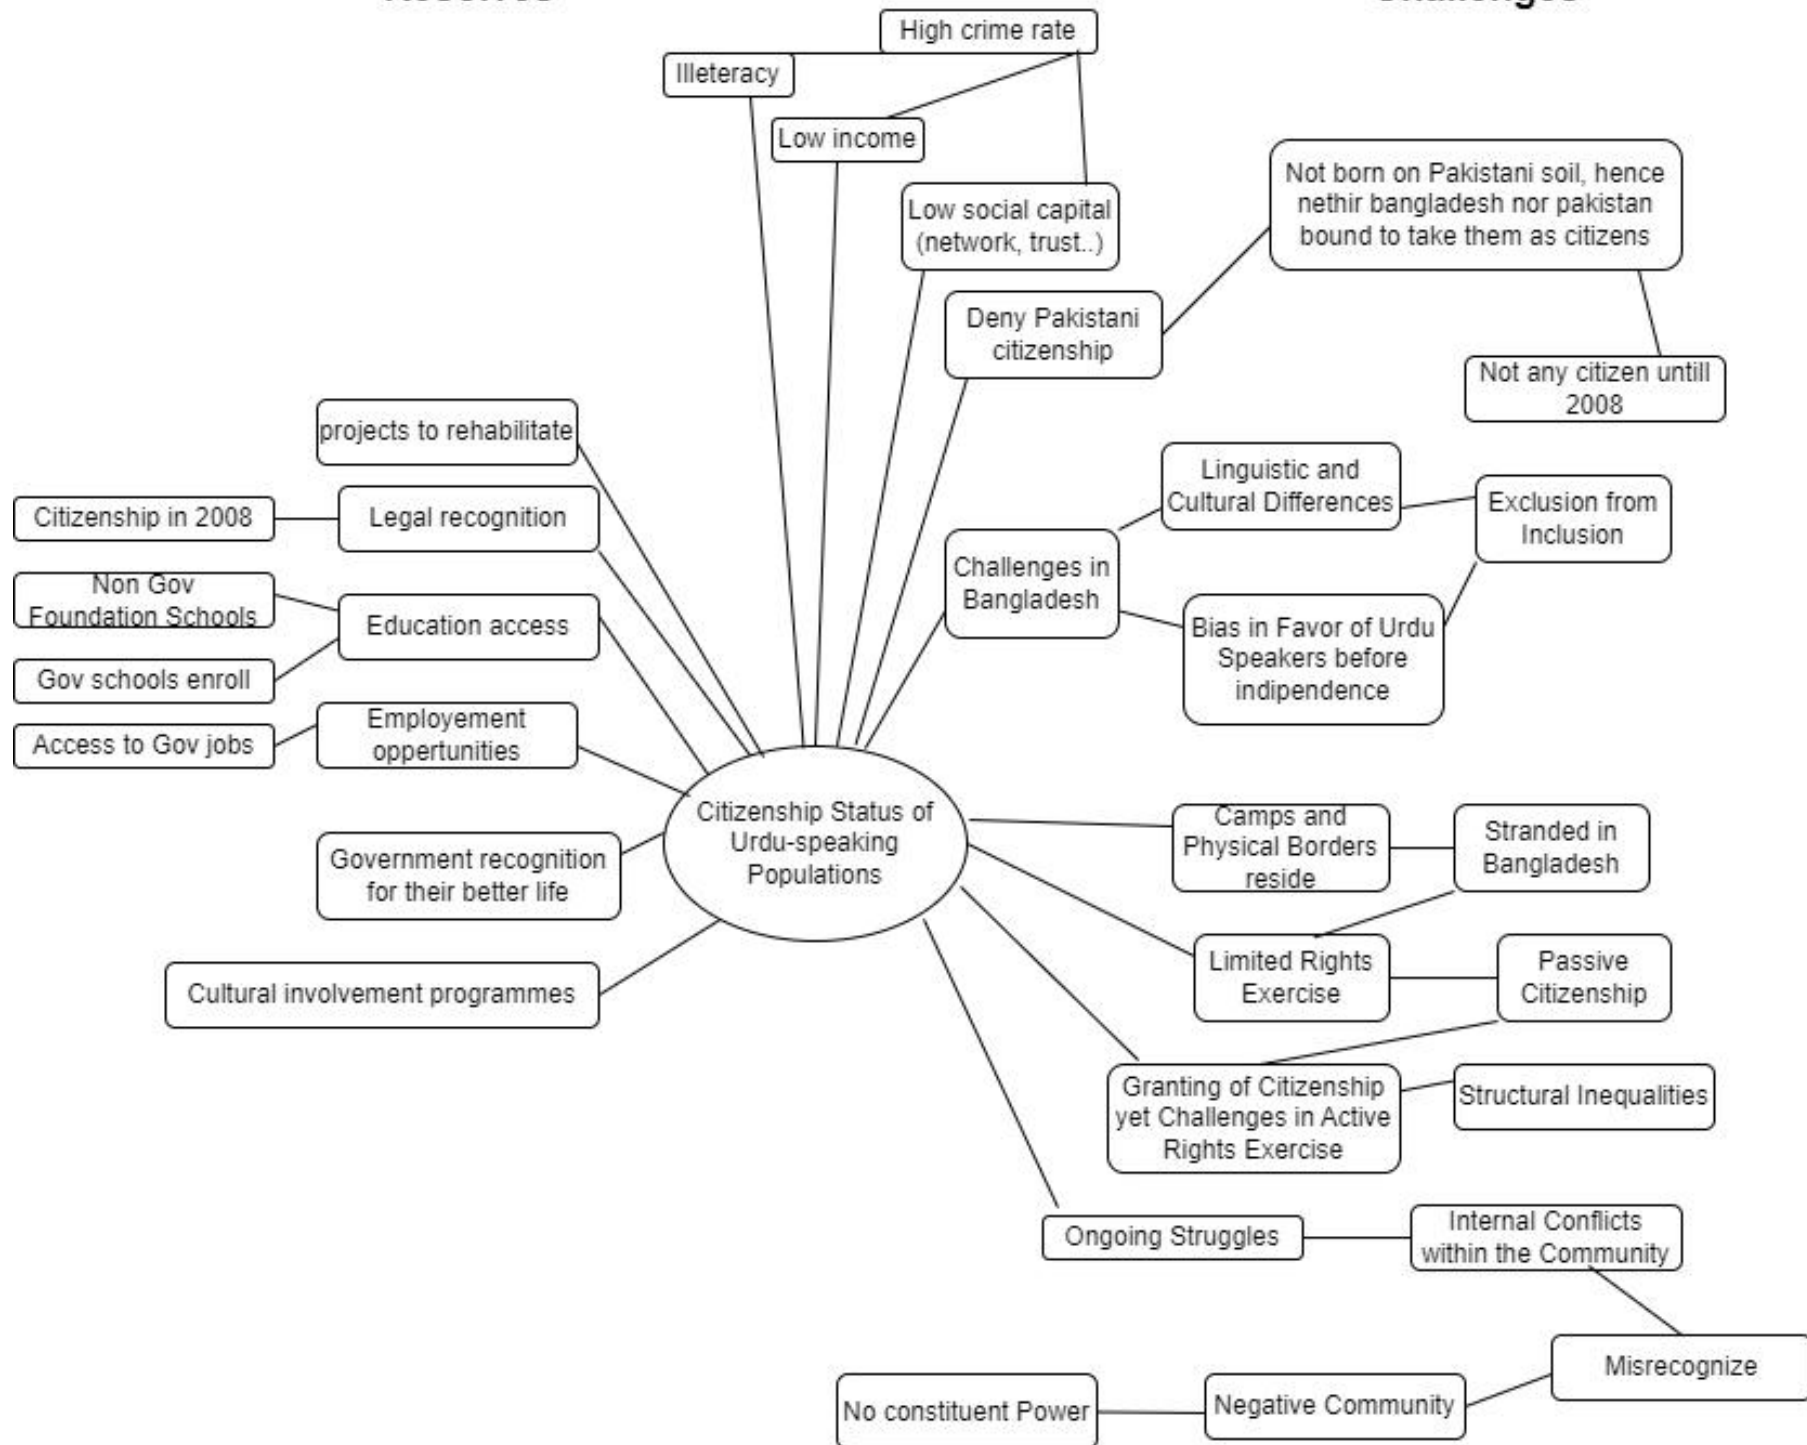 High crime rate
Illeteracy
Low income
Low social capital
(network, trust..)
Not born on Pakistani soil, hence
nethir bangladesh nor pakistan
bound to take them as citizens
Deny Pakistani
citizenship
Not any citizen untill
2008
projects to rehabilitate
Citizenship in 2008
Legal recognition
Non Gov
Foundation Schools
Education access
Gov schools enroll
Employement
oppertunities
Access to Gov jobs
Government recognition
for their better life
Cultural involvement programmes
Citizenship Status of
Urdu-speaking
Populations
Linguistic and
Cultural Differences
Exclusion from
Inclusion
Challenges in
Bangladesh
Bias in Favor of Urdu
Speakers before
indipendence
Camps and
Physical Borders
reside
Stranded in
Bangladesh
Limited Rights
Exercise
Passive
Citizenship
Granting of Citizenship
yet Challenges in Active
Rights Exercise
Structural Inequalities
Ongoing Struggles
Internal Conflicts
within the Community
Misrecognize
Negative Community
No constituent Power